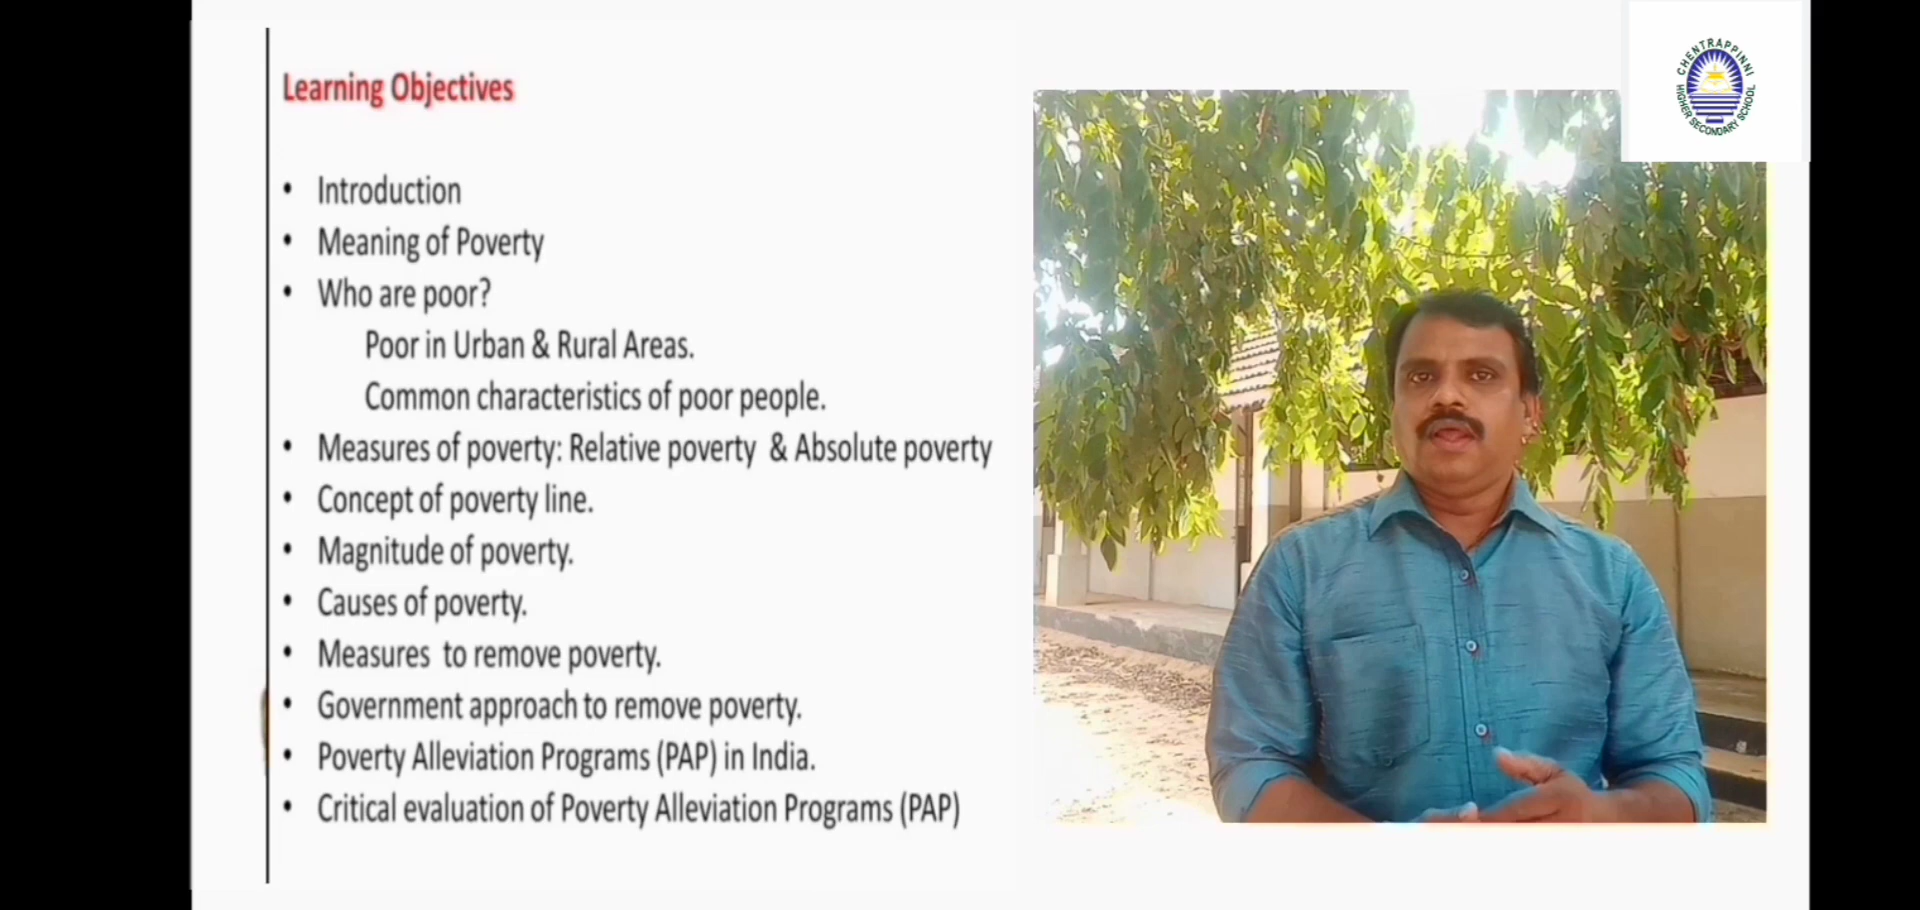 Learning Objectives
• Introduction
• Meaning of Poverty
• Who are poor?
Poor in Urban & Rural Areas.
Common characteristics of poor people.
• Measures of poverty: Relative poverty & Absolute poverty
• Concept of poverty line.
• Magnitude of poverty.
• Causes of poverty.
• Measures to remove poverty.
• Government approach to remove poverty.
• Poverty Alleviation Programs (PAP) in India.
• Critical evaluation of Poverty Alleviation Programs (PAP)
CHENTRAPPINNI
HIGHER SECONDARY SCHOOL